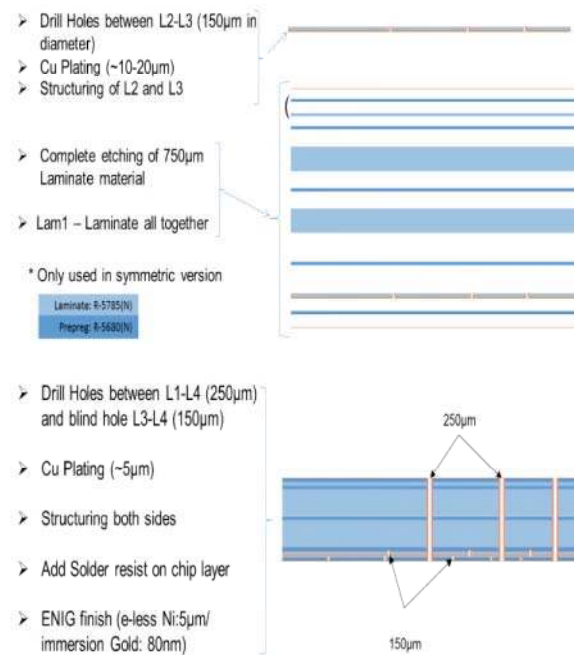 ➢ Drill Holes between L2-L3 (150µm in
diameter)
➢ Cu Plating (~10-20µm)
➢ Structuring of L2 and L3
➢ Complete etching of 750µm
Laminate material
➢ Lam1 – Laminate all together
* Only used in symmetric version
Laminate: R-5785(N)
Prepreg: R-5680(N)
➢ Drill Holes between L1-L4 (250µm)
and blind hole L3-L4 (150µm)
➢ Cu Plating (~5µm)
➢ Structuring both sides
➢ Add Solder resist on chip layer
➢ ENIG finish (e-less Ni:5µm/
immersion Gold: 80nm)
250µm
150µm